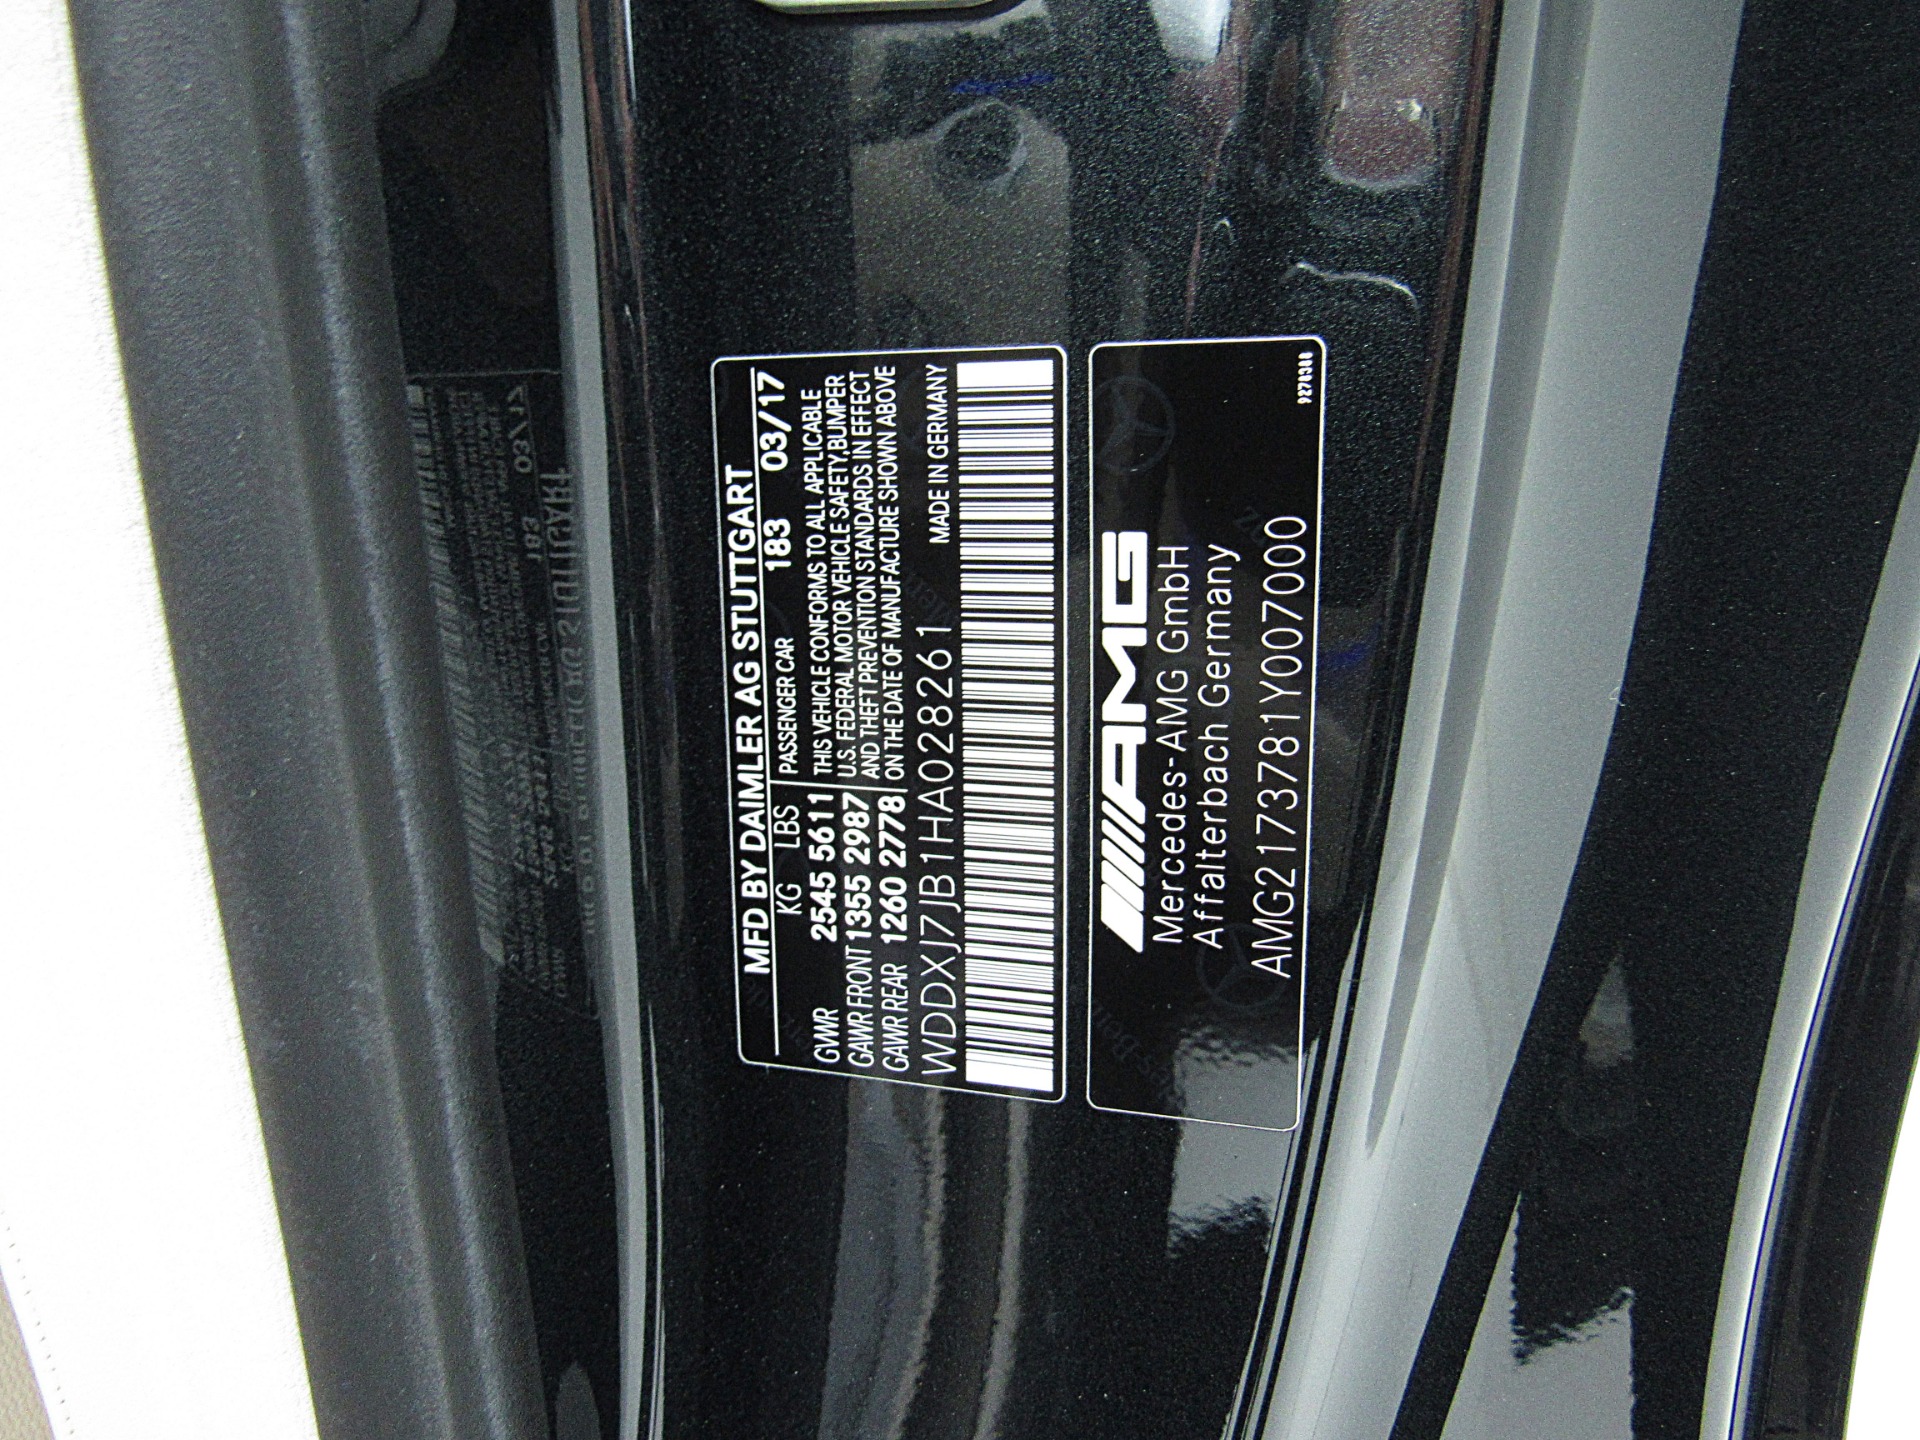 MFD BY DAIMLER AG STUTTGART
KG LBS PASSENGER CAR 183 03/17
GVWR 2545 5611 THIS VEHICLE CONFORMS TO ALL APPLICABLE
GAWR FRONT 1355 2987 U.S. FEDERAL MOTOR VEHICLE SAFETY,BUMPER
AND THEFT PREVENTION STANDARDS IN EFFECT
GAWR REAR 1260 2778 ON THE DATE OF MANUFACTURE SHOWN ABOVE
WDDXJ7JB1HA028261 MADE IN GERMANY
AMG
Mercedes-AMG GmbH
Affalterbach Germany
AMG2173781Y007000